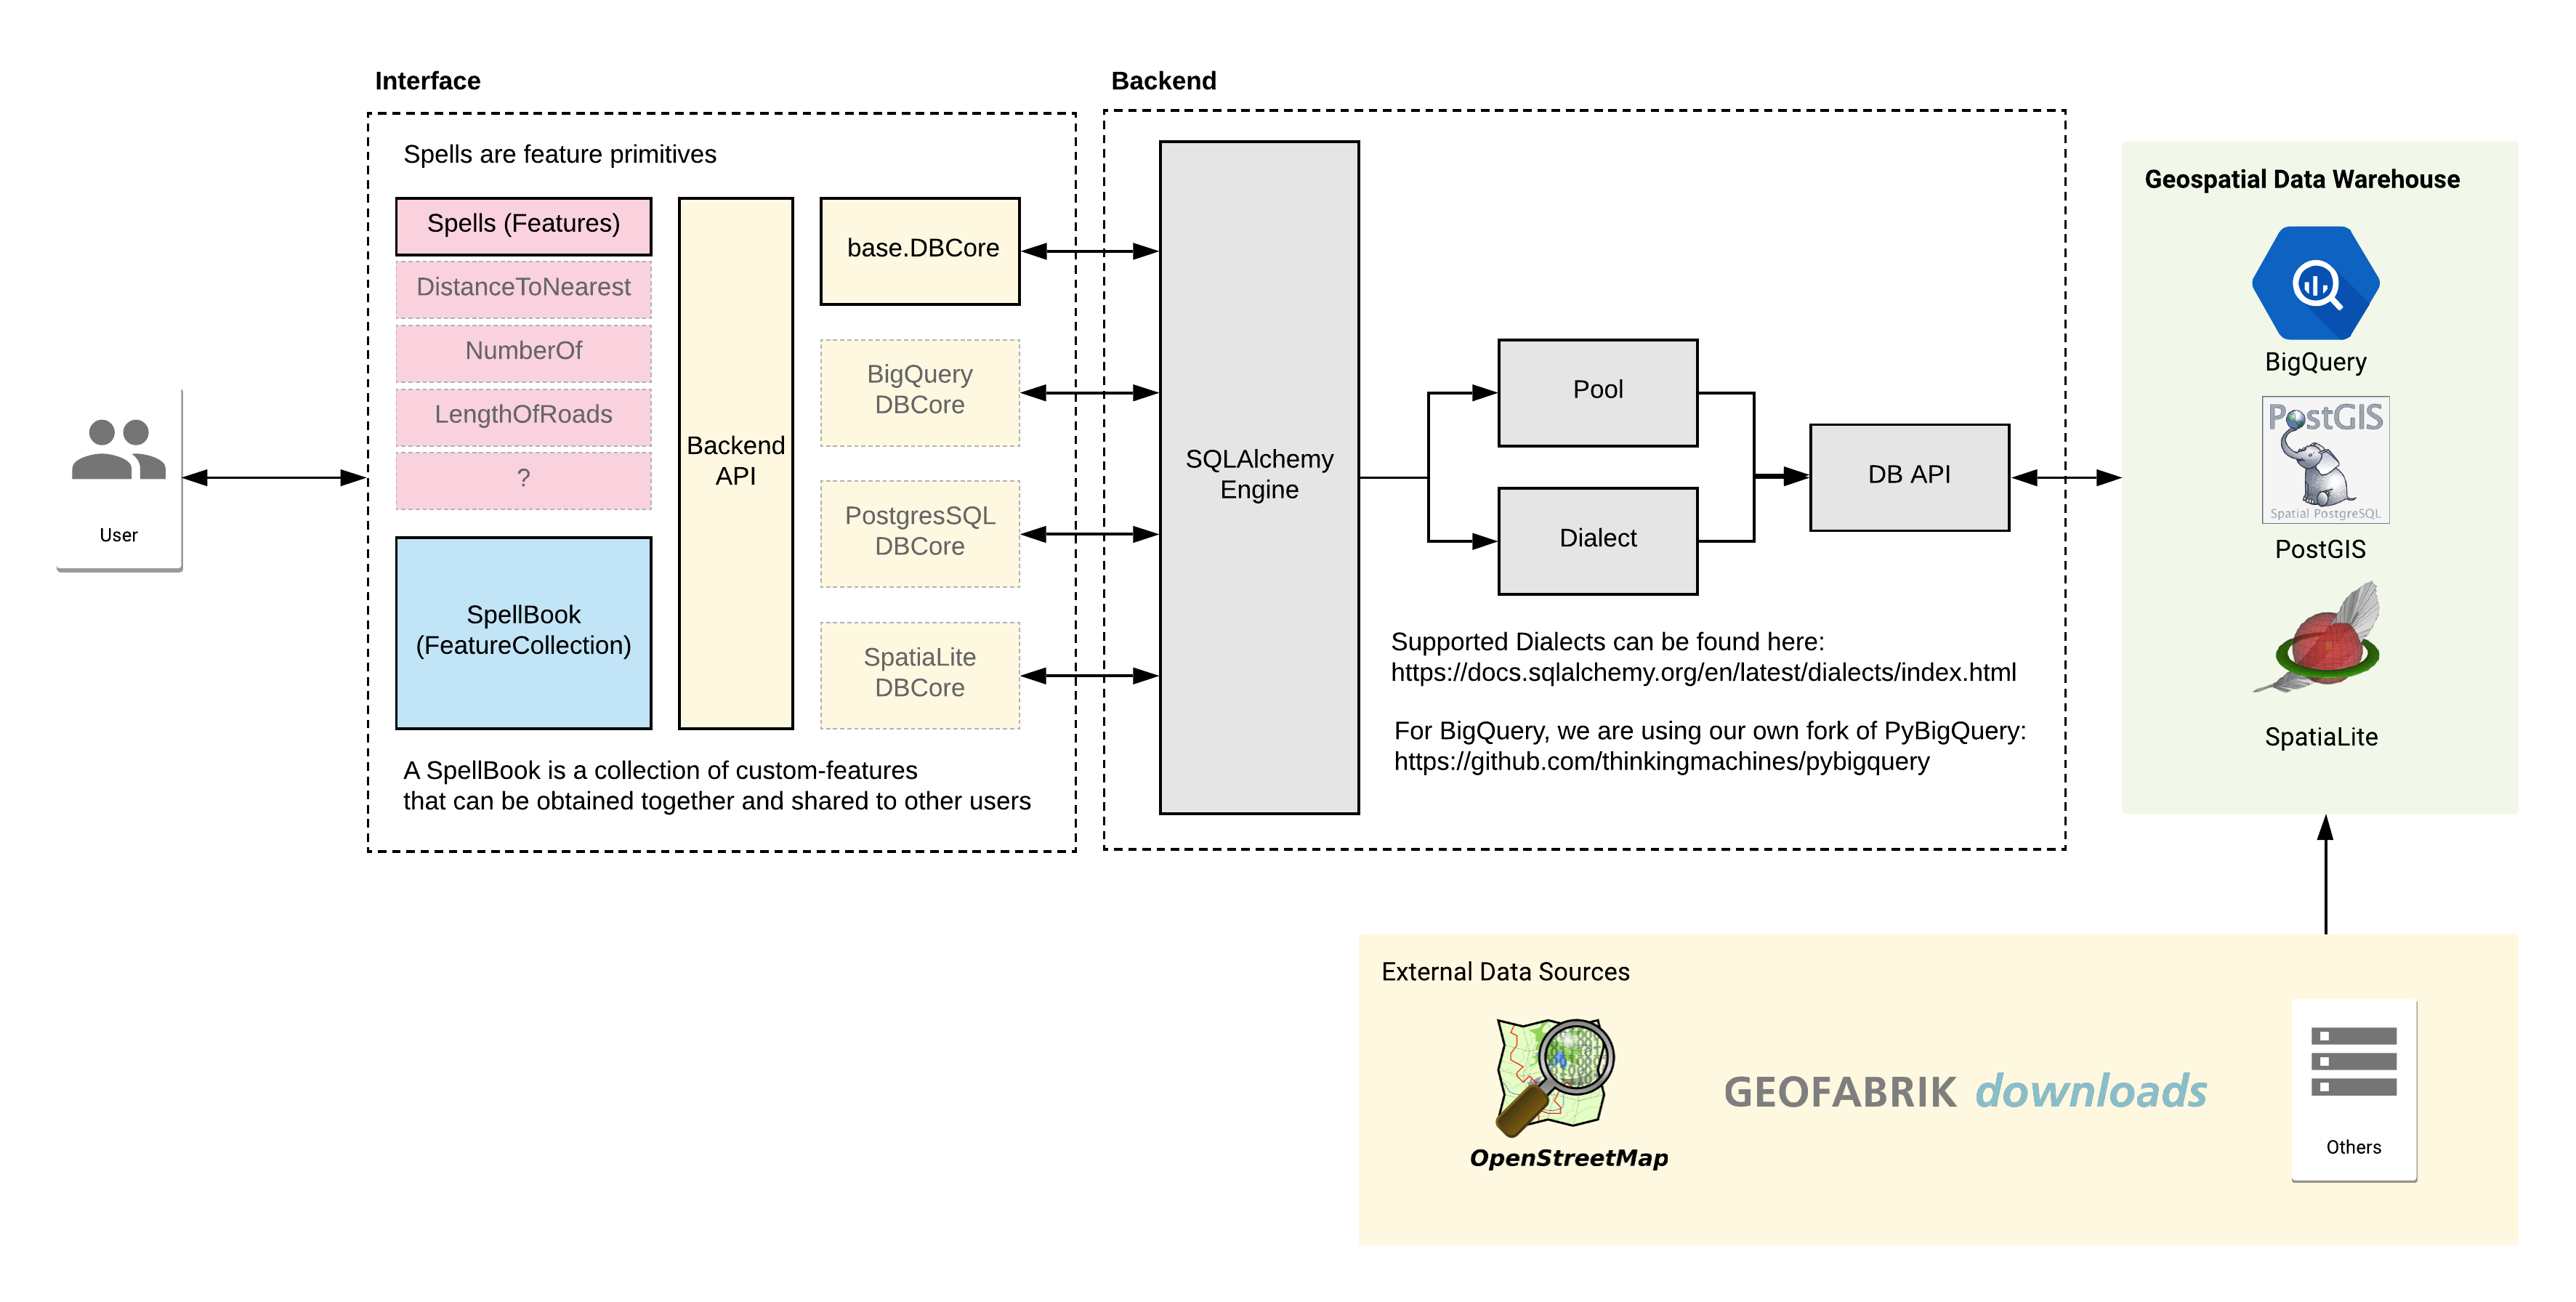 Interface
Spells are feature primitives
Spells (Features)
DistanceToNearest
NumberOf
LengthOfRoads
?
SpellBook
(FeatureCollection)
A SpellBook is a collection of custom-features
that can be obtained together and shared to other users
Backend
API
base.DBCore
BigQuery
DBCore
PostgresSQL
DBCore
SpatiaLite
DBCore
User
Backend
SQLAlchemy
Engine
Pool
Dialect
DB API
Supported Dialects can be found here:
https://docs.sqlalchemy.org/en/latest/dialects/index.html
For BigQuery, we are using our own fork of PyBigQuery:
https://github.com/thinkingmachines/pybigquery
Geospatial Data Warehouse
BigQuery
PostGIS
Spatial PostgreSQL
PostGIS
SpatiaLite
External Data Sources
OpenStreetMap
GEOFABRIK downloads
Others